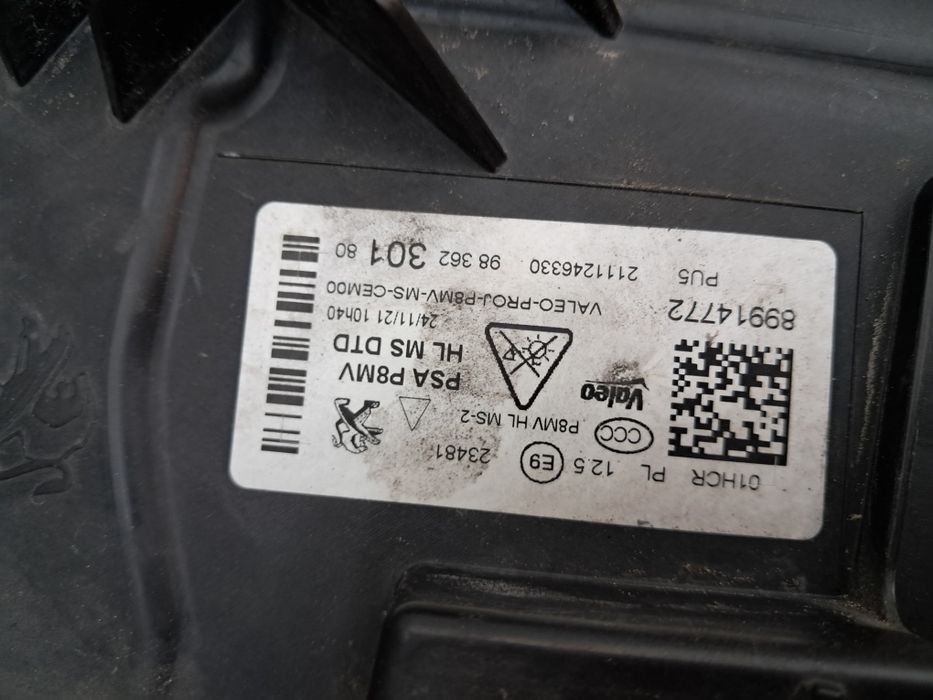 01HCR PL 12.5 E9 23481
CCC P8MV HL MS-2
Valeo
PSA P8MV
HL MS DTD
24/11/21 10h40
89914772 VALEO-PROJ-P8MV-MS-CEM00
PU5 2111246330 98 362 301 80